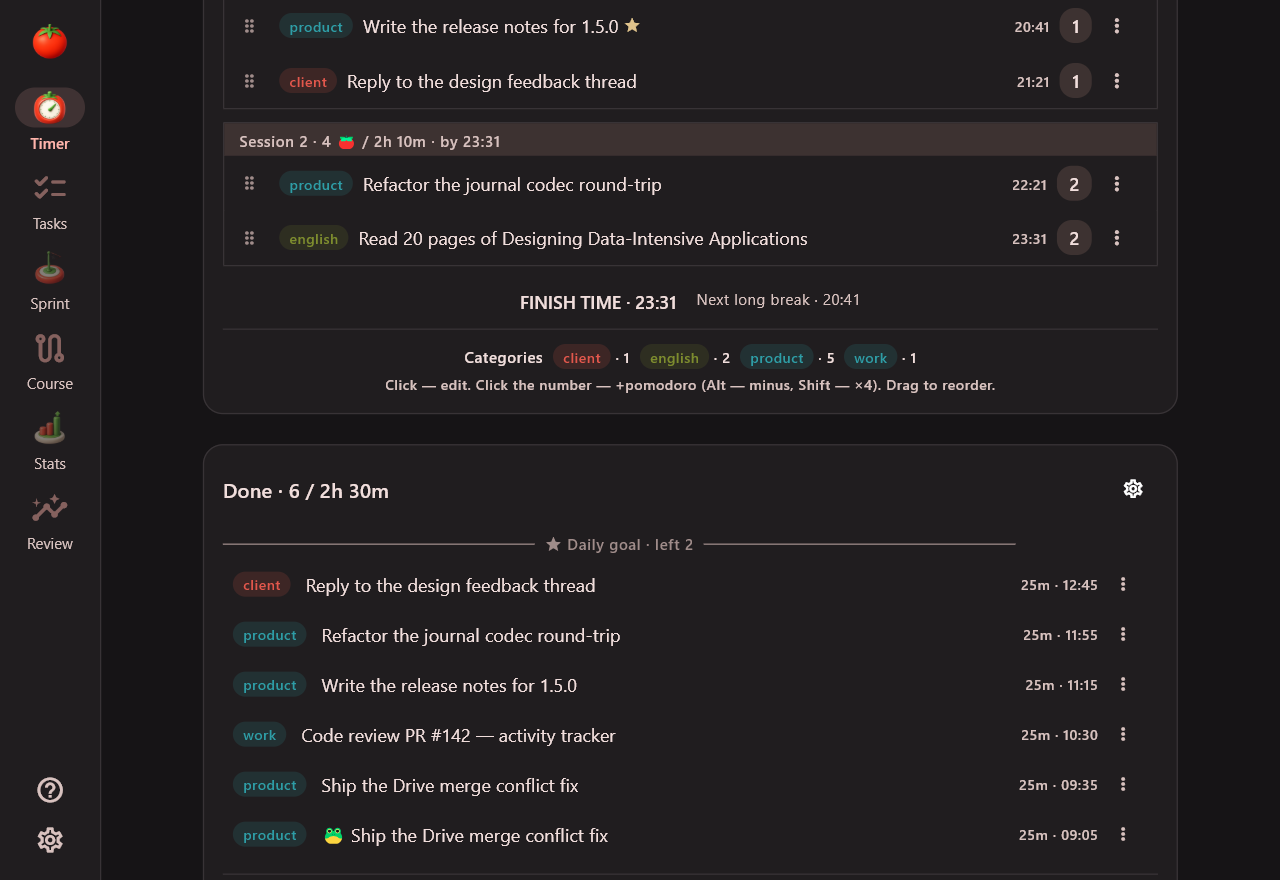 Timer
Tasks
Sprint
Course
Stats
Review
product Write the release notes for 1.5.0 20:41 1
client Reply to the design feedback thread 21:21 1
Session 2 · 4 / 2h 10m · by 23:31
product Refactor the journal codec round-trip 22:21 2
english Read 20 pages of Designing Data-Intensive Applications 23:31 2
FINISH TIME · 23:31 Next long break · 20:41
Categories client · 1 english · 2 product · 5 work · 1
Click — edit. Click the number — +pomodoro (Alt — minus, Shift — ×4). Drag to reorder.
Done · 6 / 2h 30m
Daily goal · left 2
client Reply to the design feedback thread 25m · 12:45
product Refactor the journal codec round-trip 25m · 11:55
product Write the release notes for 1.5.0 25m · 11:15
work Code review PR #142 — activity tracker 25m · 10:30
product Ship the Drive merge conflict fix 25m · 09:35
product Ship the Drive merge conflict fix 25m · 09:05